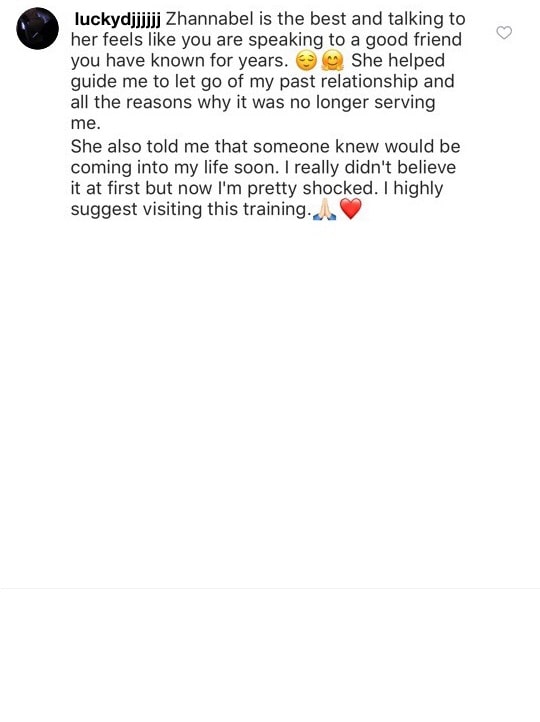 luckydjjjjjj Zhannabel is the best and talking to
her feels like you are speaking to a good friend
you have known for years. 😌🤗 She helped
guide me to let go of my past relationship and
all the reasons why it was no longer serving
me.
She also told me that someone knew would be
coming into my life soon. I really didn't believe
it at first but now I'm pretty shocked. I highly
suggest visiting this training.🙏🏻❤️